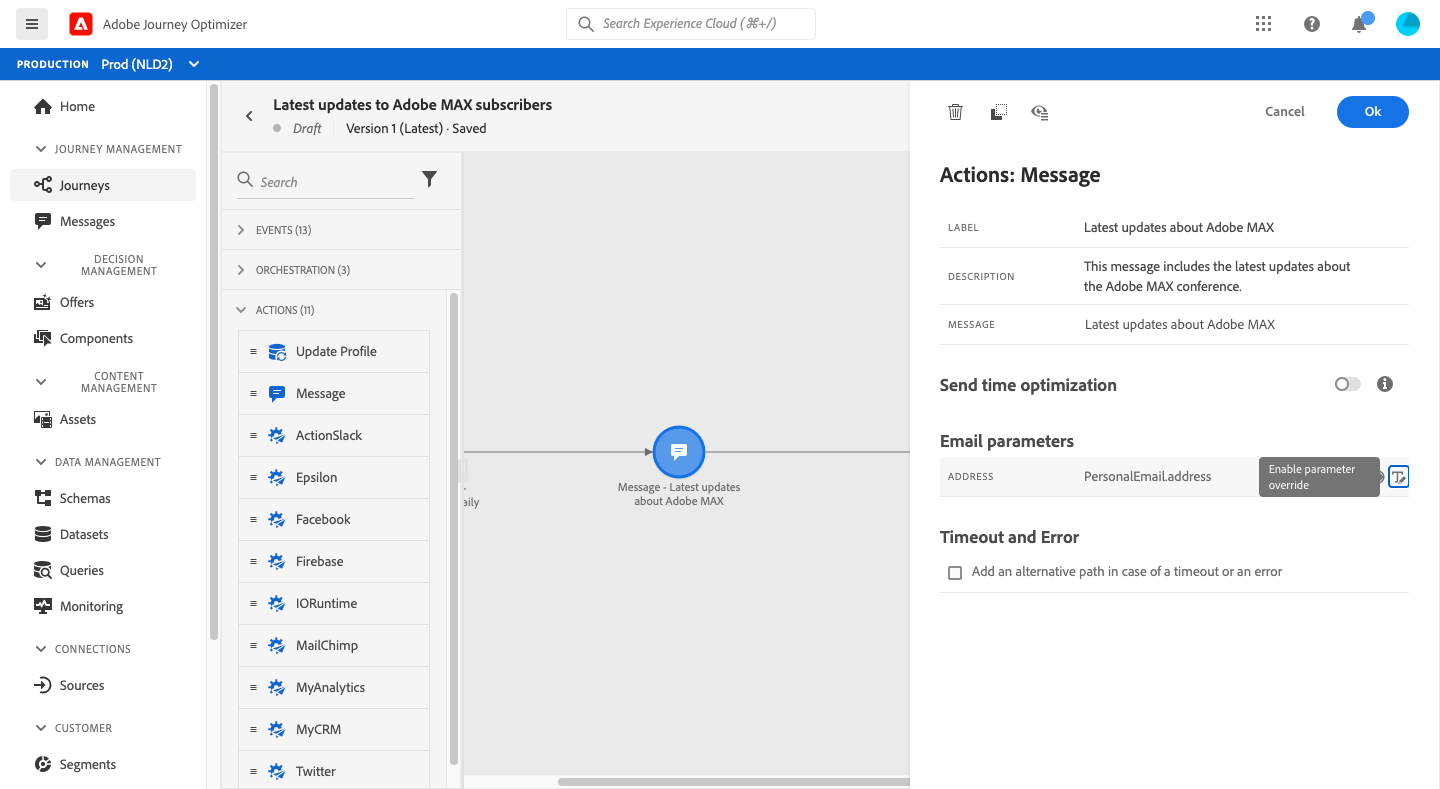 Adobe Journey Optimizer
Search Experience Cloud (⌘+/)
PRODUCTION Prod (NLD2)
Home
JOURNEY MANAGEMENT
Journeys
Messages
DECISION
MANAGEMENT
Offers
Components
CONTENT
MANAGEMENT
Assets
DATA MANAGEMENT
Schemas
Datasets
Queries
Monitoring
CONNECTIONS
Sources
CUSTOMER
Segments
Latest updates to Adobe MAX subscribers
Draft Version 1 (Latest) · Saved
Search
EVENTS (13)
ORCHESTRATION (3)
ACTIONS (11)
Update Profile
Message
ActionSlack
Epsilon
Facebook
Firebase
IORuntime
MailChimp
MyAnalytics
MyCRM
Twitter
aily
Message - Latest updates
about Adobe MAX
Cancel
Ok
Actions: Message
LABEL Latest updates about Adobe MAX
DESCRIPTION This message includes the latest updates about
the Adobe MAX conference.
MESSAGE Latest updates about Adobe MAX
Send time optimization
Email parameters
ADDRESS PersonalEmail.address
Enable parameter
override
Timeout and Error
Add an alternative path in case of a timeout or an error